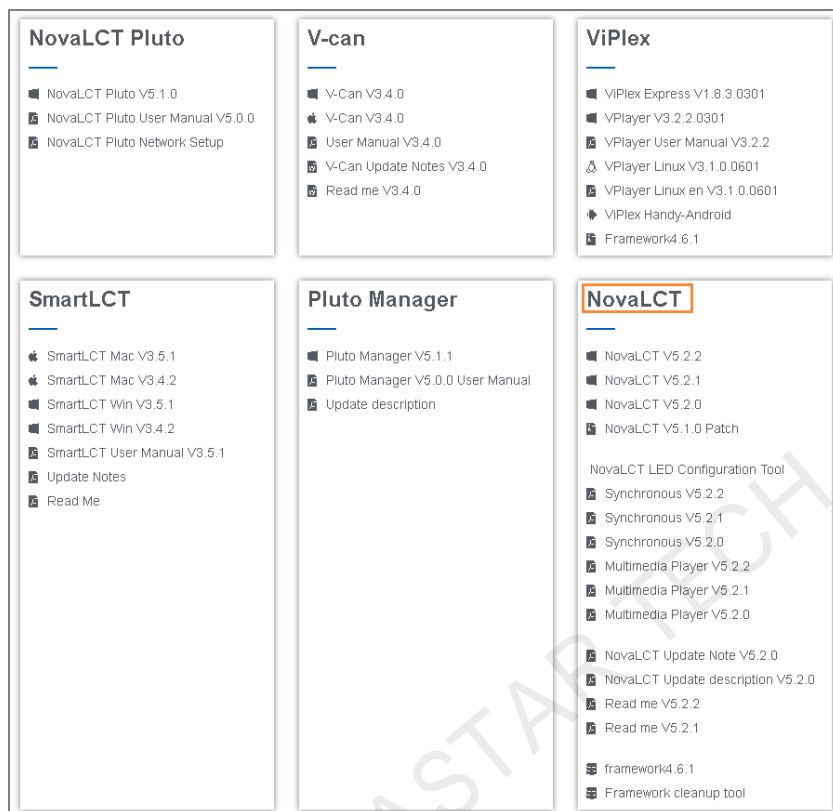 NovaLCT Pluto
NovaLCT Pluto V5.1.0
NovaLCT Pluto User Manual V5.0.0
NovaLCT Pluto Network Setup
V-can
V-Can V3.4.0
V-Can V3.4.0
User Manual V3.4.0
V-Can Update Notes V3.4.0
Read me V3.4.0
ViPlex
ViPlex Express V1.8.3.0301
VPlayer V3.2.2.0301
VPlayer User Manual V3.2.2
VPlayer Linux V3.1.0.0601
VPlayer Linux en V3.1.0.0601
ViPlex Handy-Android
Framework4.6.1
SmartLCT
SmartLCT Mac V3.5.1
SmartLCT Mac V3.4.2
SmartLCT Win V3.5.1
SmartLCT Win V3.4.2
SmartLCT User Manual V3.5.1
Update Notes
Read Me
Pluto Manager
Pluto Manager V5.1.1
Pluto Manager V5.0.0 User Manual
Update description
NovaLCT
NovaLCT V5.2.2
NovaLCT V5.2.1
NovaLCT V5.2.0
NovaLCT V5.1.0 Patch
NovaLCT LED Configuration Tool
Synchronous V5.2.2
Synchronous V5.2.1
Synchronous V5.2.0
Multimedia Player V5.2.2
Multimedia Player V5.2.1
Multimedia Player V5.2.0
NovaLCT Update Note V5.2.0
NovaLCT Update description V5.2.0
Read me V5.2.2
Read me V5.2.1
framework4.6.1
Framework cleanup tool
ASTAR TECH